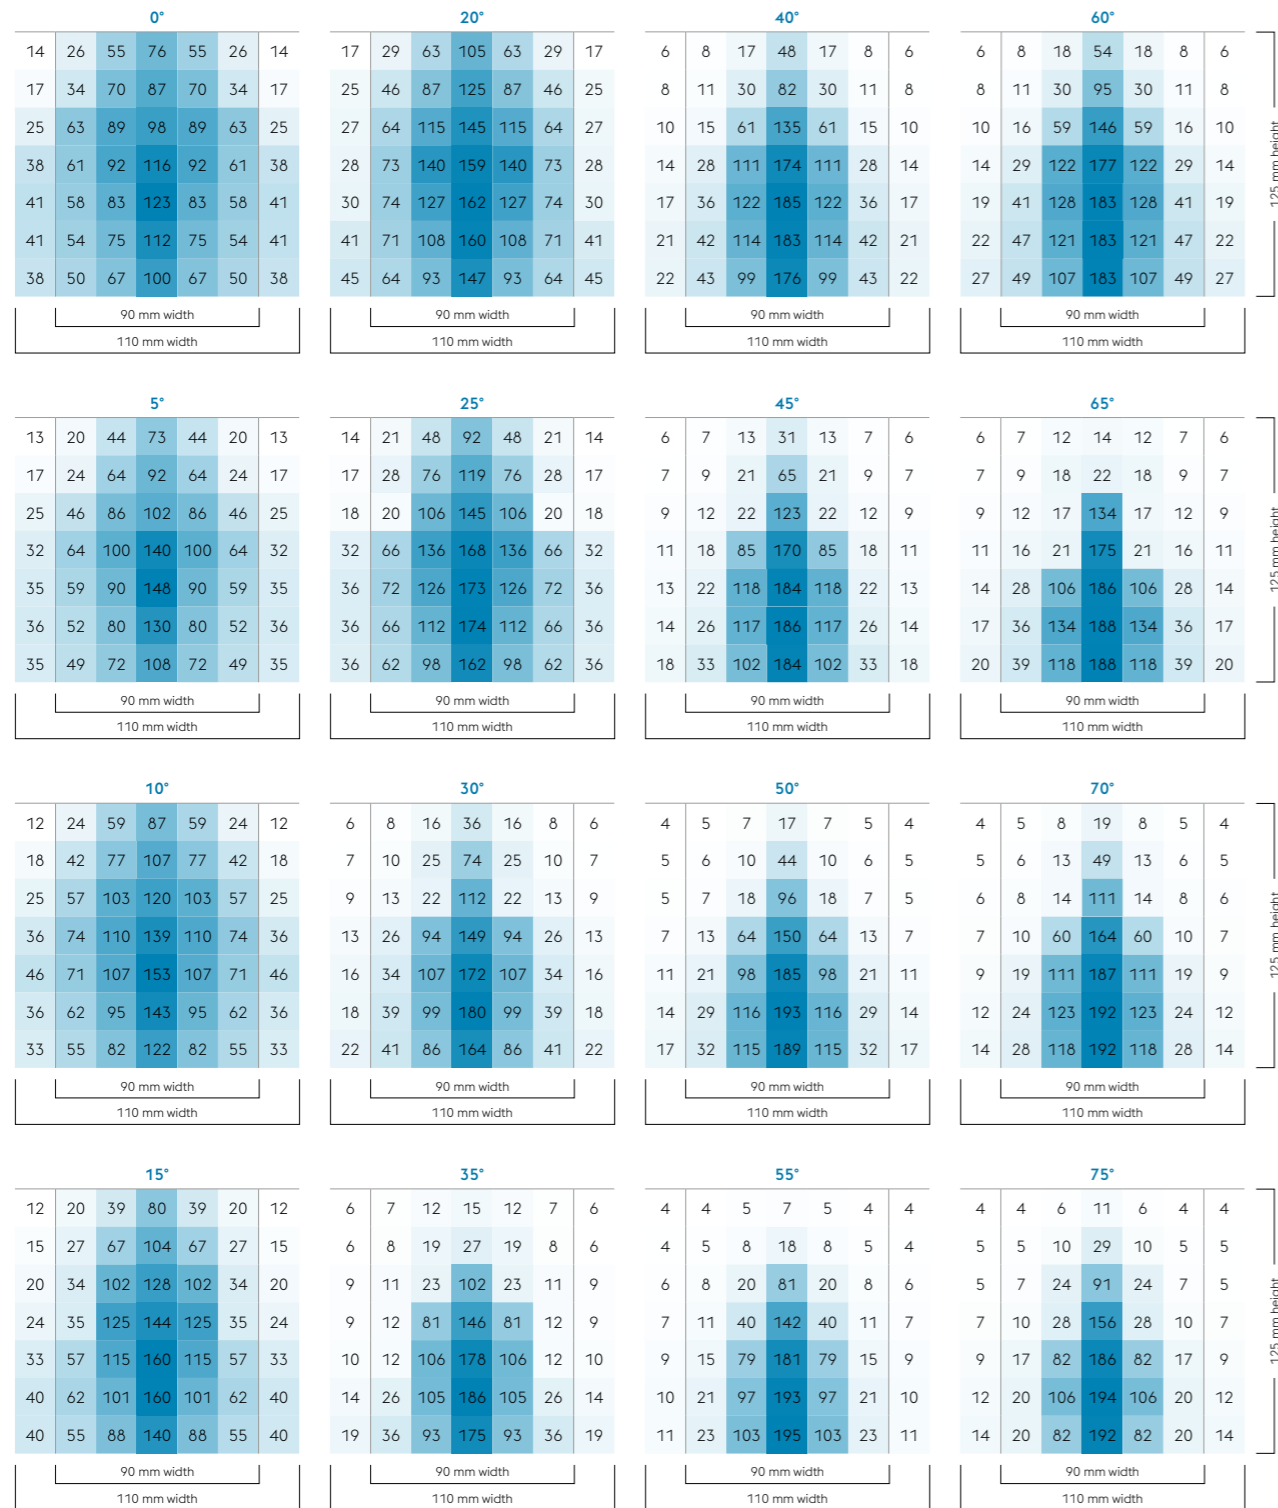 0° 20° 40° 60°
14 26 55 76 55 26 14 17 29 63 105 63 29 17 6 8 17 48 17 8 6 6 8 18 54 18 8 6
17 34 70 87 70 34 17 25 46 87 125 87 46 25 8 11 30 82 30 11 8 8 11 30 95 30 11 8
25 63 89 98 89 63 25 27 64 115 145 115 64 27 10 15 61 135 61 15 10 10 16 59 146 59 16 10
38 61 92 116 92 61 38 28 73 140 159 140 73 28 14 28 111 174 111 28 14 14 29 122 177 122 29 14
41 58 83 123 83 58 41 30 74 127 162 127 74 30 17 36 122 185 122 36 17 19 41 128 183 128 41 19
41 54 75 112 75 54 41 41 71 108 160 108 71 41 21 42 114 183 114 42 21 22 47 121 183 121 47 22
38 50 67 100 67 50 38 45 64 93 147 93 64 45 22 43 99 176 99 43 22 27 49 107 183 107 49 27
125 mm height
90 mm width 90 mm width 90 mm width 90 mm width
110 mm width 110 mm width 110 mm width 110 mm width
5° 25° 45° 65°
13 20 44 73 44 20 13 14 21 48 92 48 21 14 6 7 13 31 13 7 6 6 7 12 14 12 7 6
17 24 64 92 64 24 17 17 28 76 119 76 28 17 7 9 21 65 21 9 7 7 9 18 22 18 9 7
25 46 86 102 86 46 25 18 20 106 145 106 20 18 9 12 22 123 22 12 9 9 12 17 134 17 12 9
32 64 100 140 100 64 32 32 66 136 168 136 66 32 11 18 85 170 85 18 11 11 16 21 175 21 16 11
35 59 90 148 90 59 35 36 72 126 173 126 72 36 13 22 118 184 118 22 13 14 28 106 186 106 28 14
36 52 80 130 80 52 36 36 66 112 174 112 66 36 14 26 117 186 117 26 14 17 36 134 188 134 36 17
35 49 72 108 72 49 35 36 62 98 162 98 62 36 18 33 102 184 102 33 18 20 39 118 188 118 39 20
125 mm height
90 mm width 90 mm width 90 mm width 90 mm width
110 mm width 110 mm width 110 mm width 110 mm width
10° 30° 50° 70°
12 24 59 87 59 24 12 6 8 16 36 16 8 6 4 5 7 17 7 5 4 4 5 8 19 8 5 4
18 42 77 107 77 42 18 7 10 25 74 25 10 7 5 6 10 44 10 6 5 5 6 13 49 13 6 5
25 57 103 120 103 57 25 9 13 22 112 22 13 9 5 7 18 96 18 7 5 6 8 14 111 14 8 6
36 74 110 139 110 74 36 13 26 94 149 94 26 13 7 13 64 150 64 13 7 7 10 60 164 60 10 7
46 71 107 153 107 71 46 16 34 107 172 107 34 16 11 21 98 185 98 21 11 9 19 111 187 111 19 9
36 62 95 143 95 62 36 18 39 99 180 99 39 18 14 29 116 193 116 29 14 12 24 123 192 123 24 12
33 55 82 122 82 55 33 22 41 86 164 86 41 22 17 32 115 189 115 32 17 14 28 118 192 118 28 14
125 mm height
90 mm width 90 mm width 90 mm width 90 mm width
110 mm width 110 mm width 110 mm width 110 mm width
15° 35° 55° 75°
12 20 39 80 39 20 12 6 7 12 15 12 7 6 4 4 5 7 5 4 4 4 4 6 11 6 4 4
15 27 67 104 67 27 15 6 8 19 27 19 8 6 4 5 8 18 8 5 4 5 5 10 29 10 5 5
20 34 102 128 102 34 20 9 11 23 102 23 11 9 6 8 20 81 20 8 6 5 7 24 91 24 7 5
24 35 125 144 125 35 24 9 12 81 146 81 12 9 7 11 40 142 40 11 7 7 10 28 156 28 10 7
33 57 115 160 115 57 33 10 12 106 178 106 12 10 9 15 79 181 79 15 9 9 17 82 186 82 17 9
40 62 101 160 101 62 40 14 26 105 186 105 26 14 10 21 97 193 97 21 10 12 20 106 194 106 20 12
40 55 88 140 88 55 40 19 36 93 175 93 36 19 11 23 103 195 103 23 11 14 20 82 192 82 20 14
125 mm height
90 mm width 90 mm width 90 mm width 90 mm width
110 mm width 110 mm width 110 mm width 110 mm width